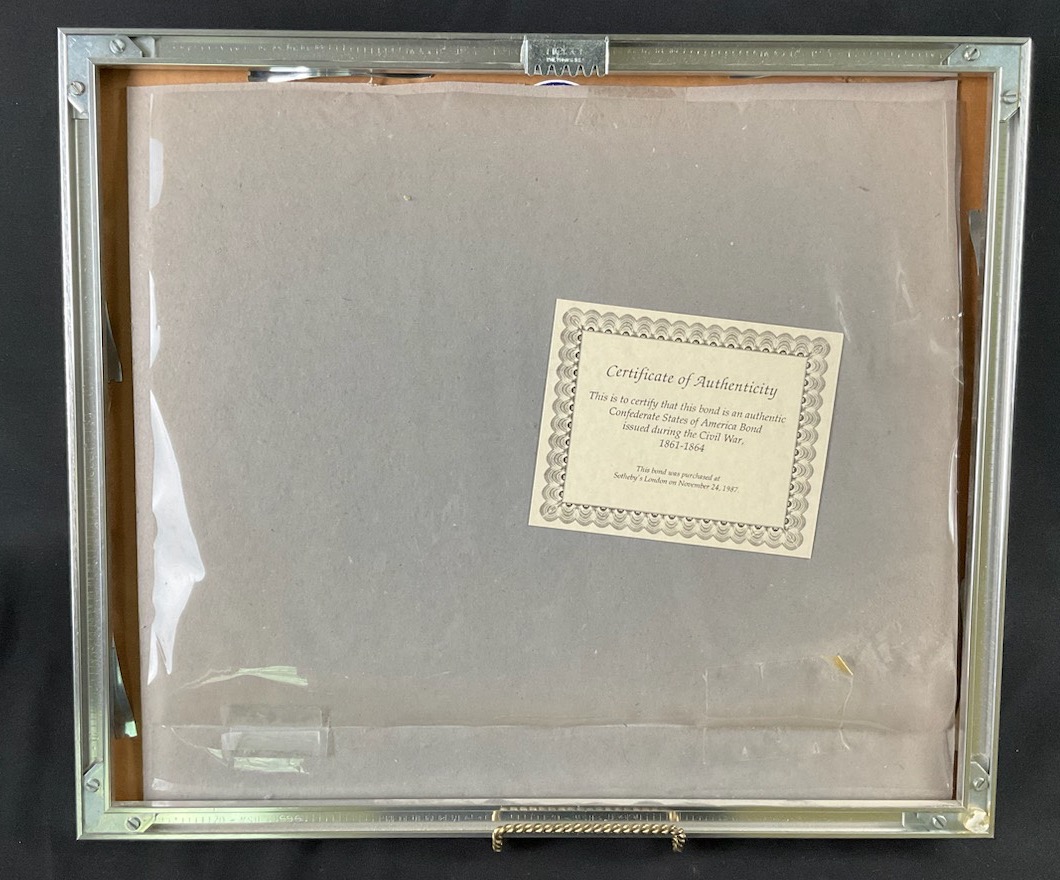 Certificate of Authenticity
This is to certify that this bond is an authentic
Confederate States of America Bond
issued during the Civil War,
1861-1864
This bond was purchased at
Sotheby's London on November 24, 1987.